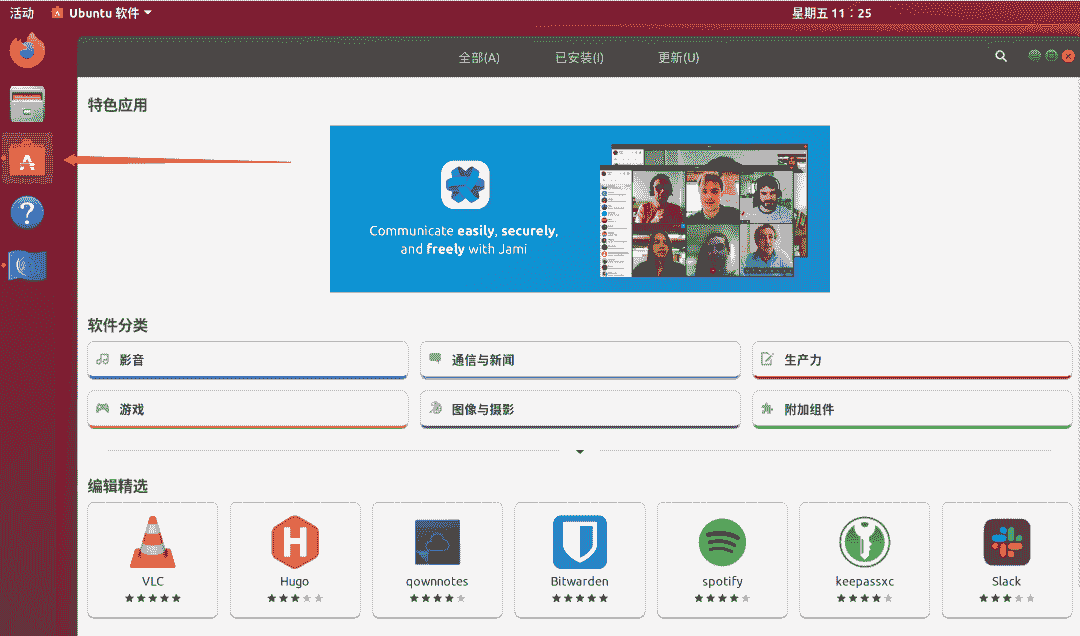 活动 Ubuntu 软件 星期五 11：25
全部(A) 已安装(I) 更新(U)
特色应用
Communicate easily, securely,
and freely with Jami
软件分类
影音 通信与新闻 生产力
游戏 图像与摄影 附加组件
编辑精选
VLC Hugo qownnotes Bitwarden spotify keepassxc Slack